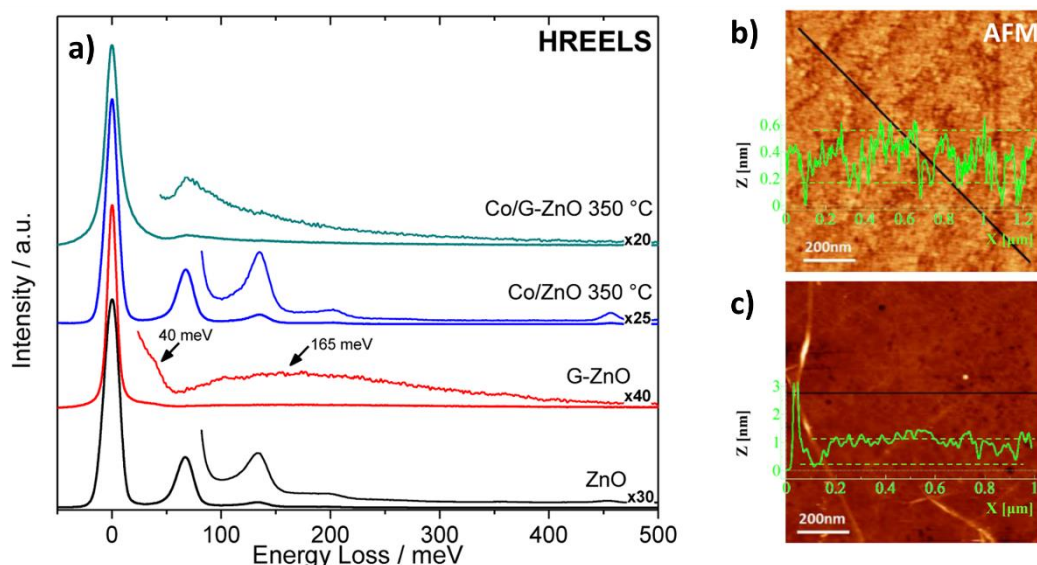 a)
HREELS
Intensity / a.u.
Co/G-ZnO 350 °C
x20
Co/ZnO 350 °C
x25
40 meV
165 meV
G-ZnO
x40
ZnO
x30
0 100 200 300 400 500
Energy Loss / meV
b)
AFM
Z [nm]
0.6
0.4
0.2
0
0 0.2 0.4 0.6 0.8 1 1.2
X [µm]
200nm
c)
Z [nm]
3
2
1
0
0 0.2 0.4 0.6 0.8 1
X [µm]
200nm